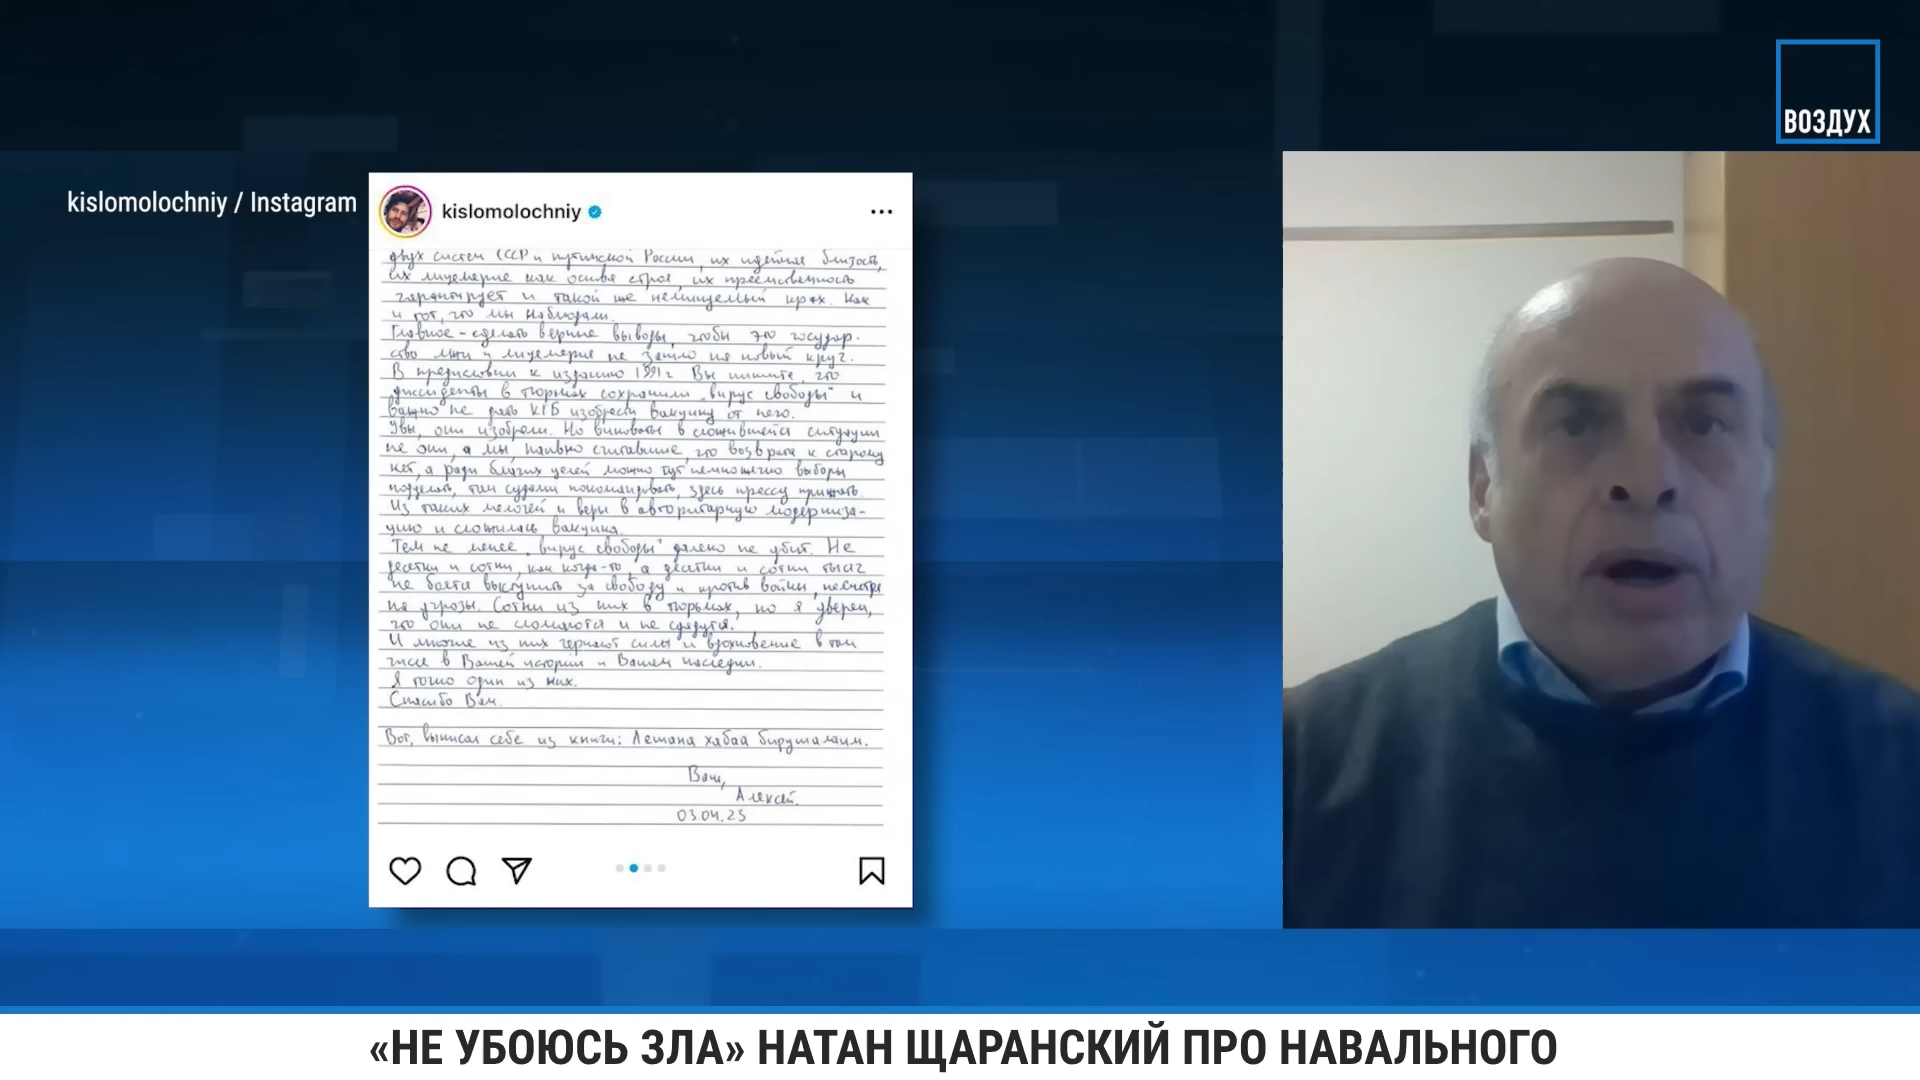 ВОЗДУХ
kislomolochniy / Instagram
kislomolochniy
двух систем СССР и путинской России, их идейная близость,
их лицемерие как основа строя, их преемственность
гарантирует и такой же неминуемый крах. Как
и тот, что мы наблюдали.
Главное - сделать верные выводы, чтобы это государ-
ство лжи и лицемерия не зашло на новый круг.
В предисловии к изданию 1991г Вы пишите, что
диссиденты в тюрьмах сохранили „вирус свободы" и
важно не дать КГБ изобрести вакцину от него.
Увы, они изобрели. Но виноваты в сложившейся ситуации
не они, а мы, наивно считавшие, что возврата к старому
нет, а ради благих целей можно тут немножечко выборы
подделать, там судами покомандовать, здесь прессу прижать.
Из таких мелочей и веры в авторитарную модерниза-
цию и сложилась вакцина.
Тем не менее „вирус свободы" далеко не убит. Не
десятки и сотни, как когда-то, а десятки и сотни тысяч
не боятся выступить за свободу и против войны, несмотря
на угрозы. Сотни из них в тюрьмах, но я уверен,
что они не сломаются и не сдадутся.
И многие из них черпают силы и вдохновение в том
числе в Вашей истории и Вашем наследии.
Я точно один из них.
Спасибо Вам.
Вот, выписал себе из книги: Лешана хабаа бирушалаим.
Ваш,
Алексей.
03.04.23
«НЕ УБОЮСЬ ЗЛА» НАТАН ЩАРАНСКИЙ ПРО НАВАЛЬНОГО